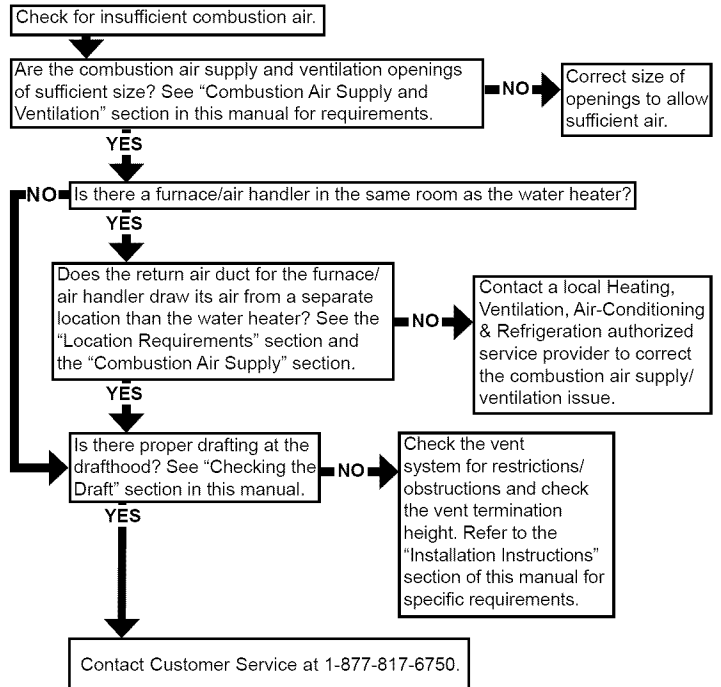 Check for insufficient combustion air.
Are the combustion air supply and ventilation openings
of sufficient size? See “Combustion Air Supply and
Ventilation” section in this manual for requirements.
NO
Correct size of
openings to allow
sufficient air.
YES
NO
Is there a furnace/air handler in the same room as the water heater?
YES
Does the return air duct for the furnace/
air handler draw its air from a separate
location than the water heater? See the
“Location Requirements” section and
the “Combustion Air Supply” section.
NO
Contact a local Heating,
Ventilation, Air-Conditioning
& Refrigeration authorized
service provider to correct
the combustion air supply/
ventilation issue.
YES
Is there proper drafting at the
drafthood? See “Checking the
Draft” section in this manual.
NO
Check the vent
system for restrictions/
obstructions and check
the vent termination
height. Refer to the
“Installation Instructions”
section of this manual for
specific requirements.
YES
Contact Customer Service at 1-877-817-6750.